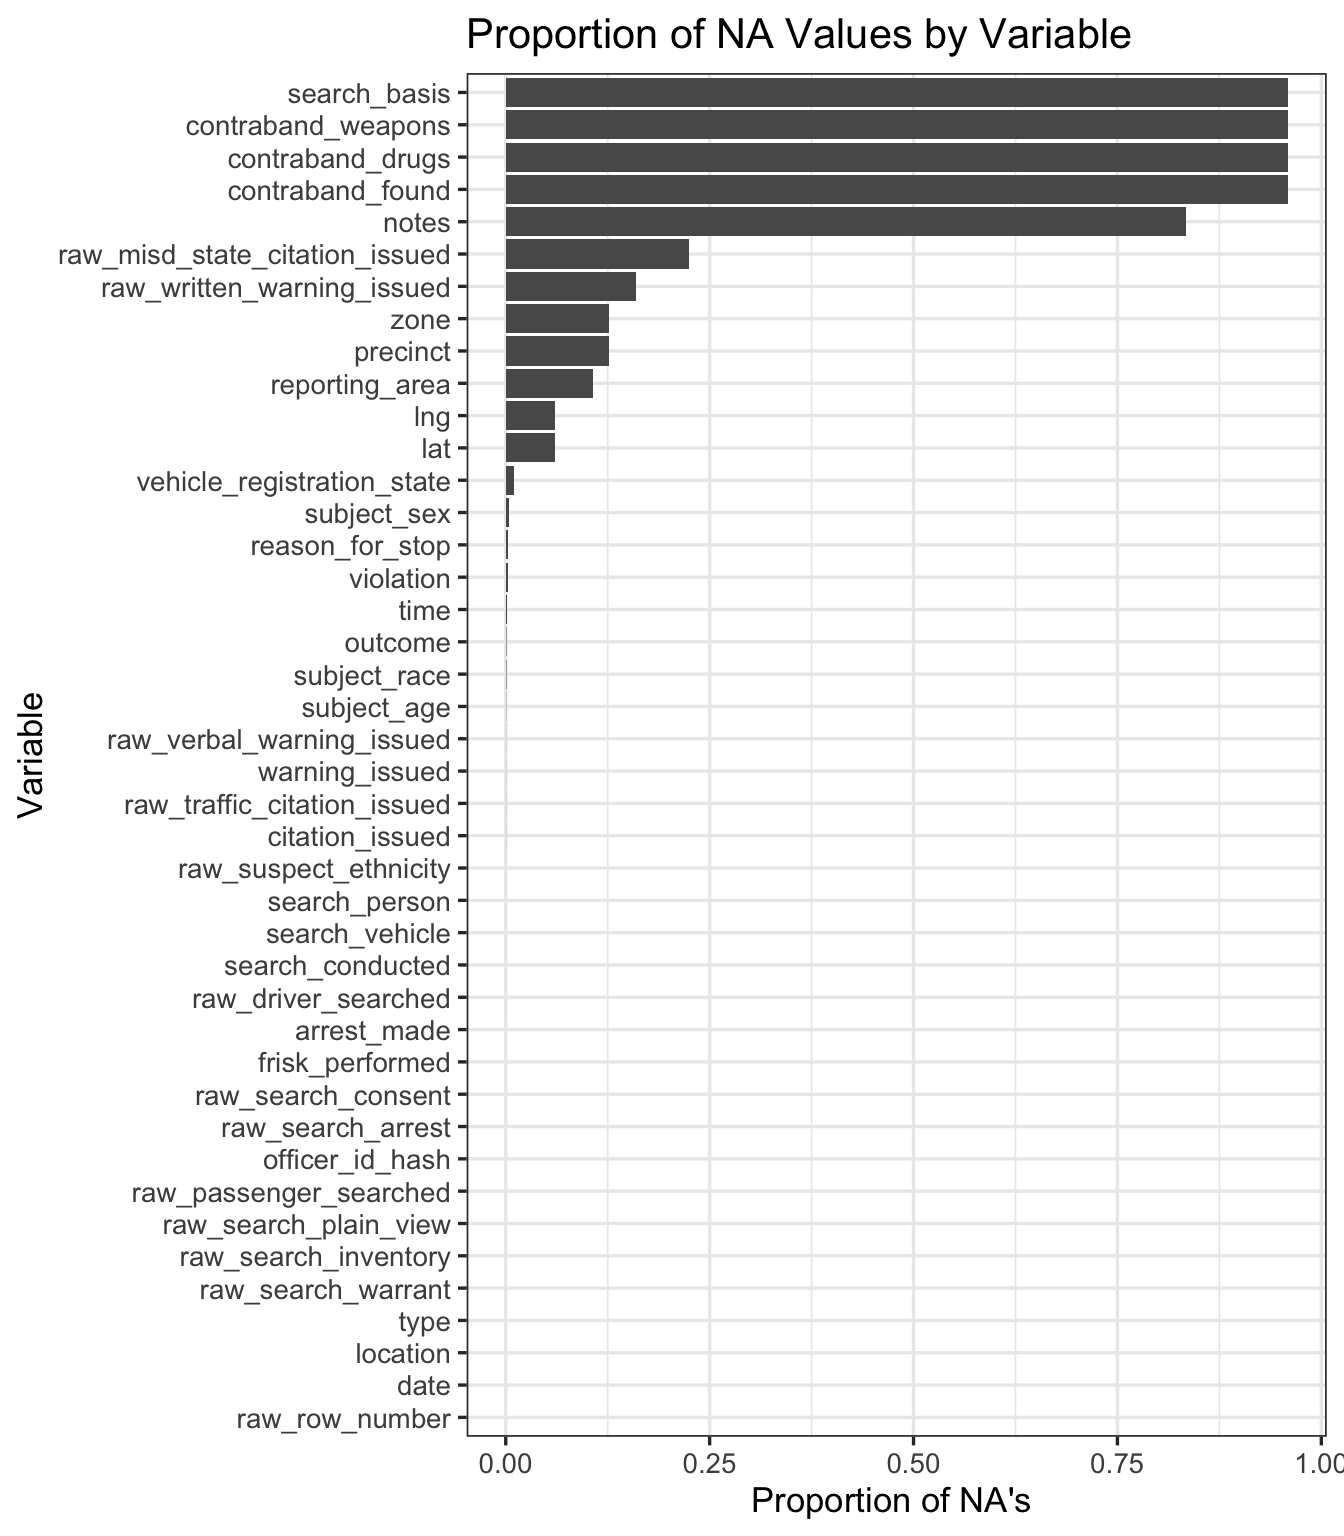 Proportion of NA Values by Variable
search_basis
contraband_weapons
contraband_drugs
contraband_found
notes
raw_misd_state_citation_issued
raw_written_warning_issued
zone
precinct
reporting_area
lng
lat
vehicle_registration_state
subject_sex
reason_for_stop
violation
time
outcome
subject_race
subject_age
raw_verbal_warning_issued
warning_issued
raw_traffic_citation_issued
citation_issued
raw_suspect_ethnicity
search_person
search_vehicle
search_conducted
raw_driver_searched
arrest_made
frisk_performed
raw_search_consent
raw_search_arrest
officer_id_hash
raw_passenger_searched
raw_search_plain_view
raw_search_inventory
raw_search_warrant
type
location
date
raw_row_number
Variable
0.00 0.25 0.50 0.75 1.00
Proportion of NA's